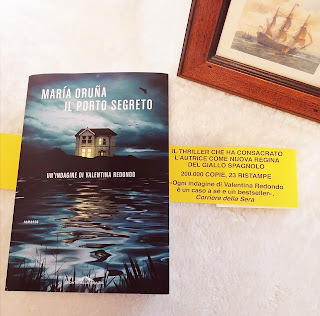 MARÍA ORUÑA
IL PORTO SEGRETO
UN'INDAGINE DI VALENTINA REDONDO
romanzo
IL THRILLER CHE HA CONSACRATO
L'AUTRICE COME NUOVA REGINA
DEL GIALLO SPAGNOLO
200.000 COPIE, 23 RISTAMPE
«Ogni indagine di Valentina Redondo
è un caso a sé e un bestseller».
Corriere della Sera